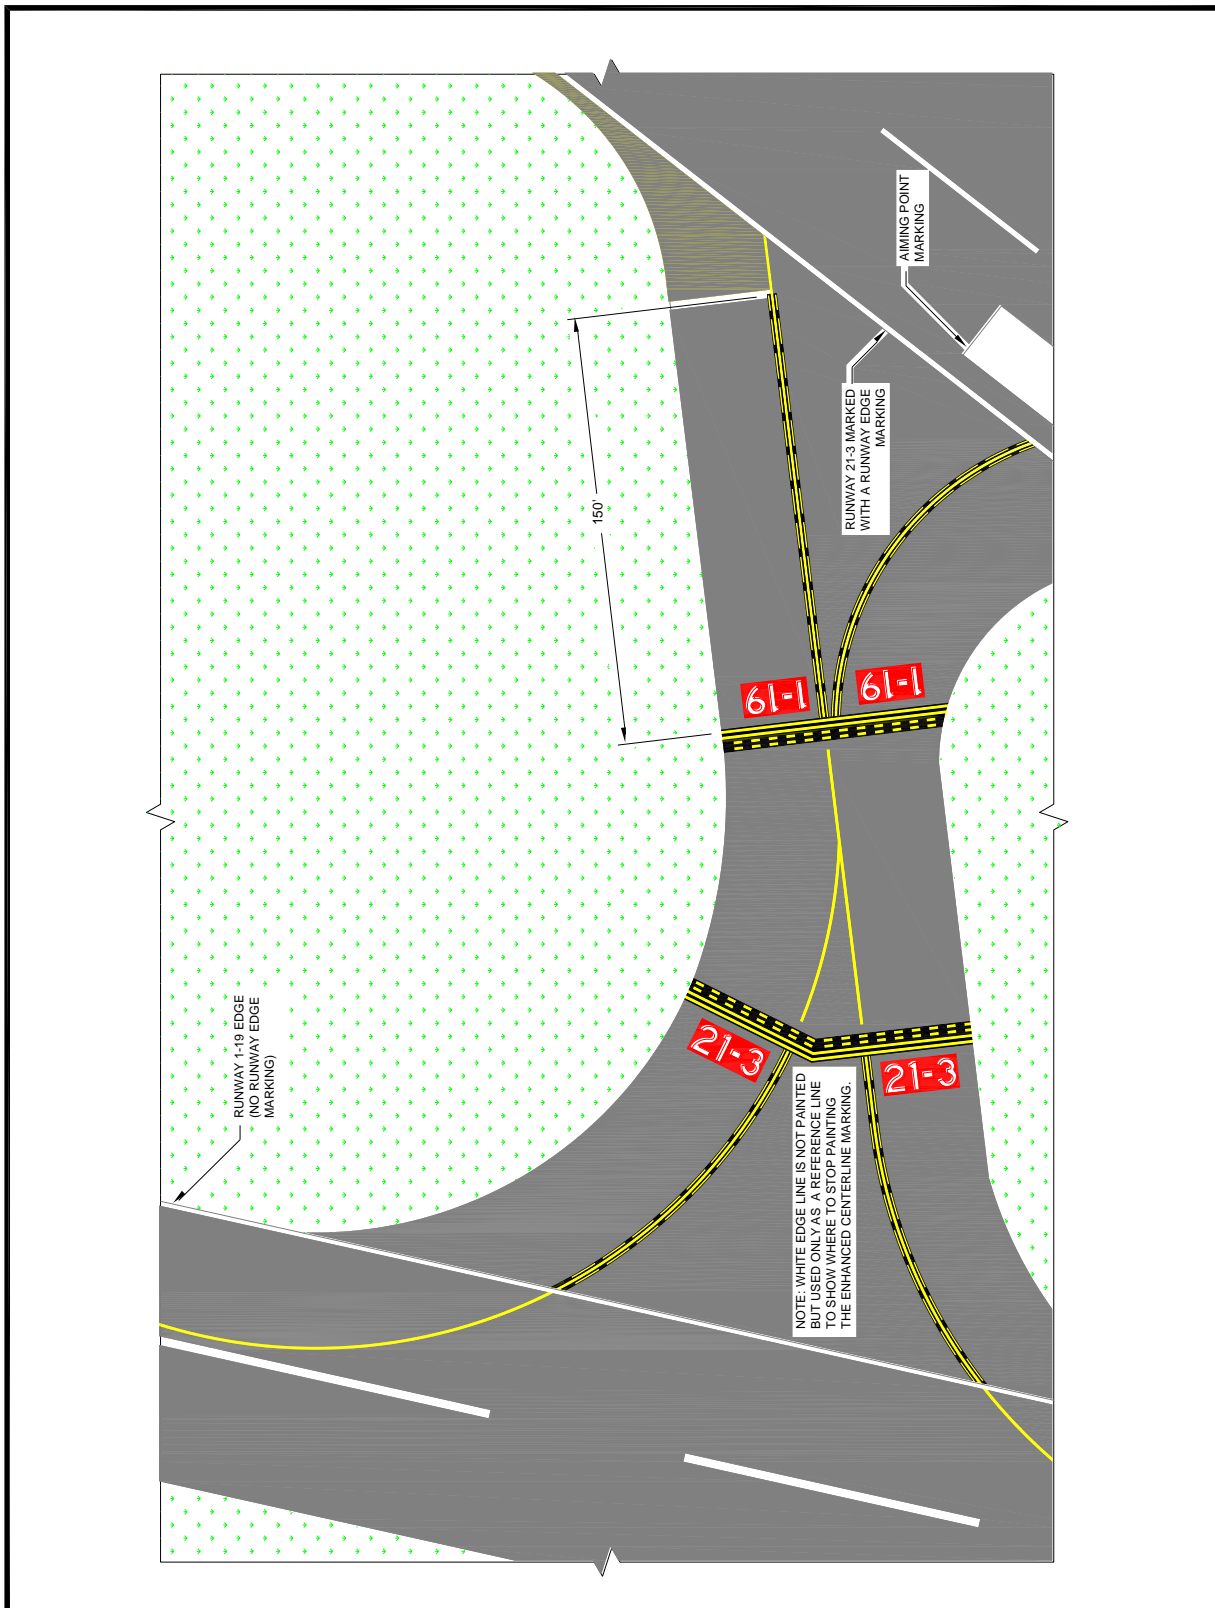 RUNWAY 1-19 EDGE
(NO RUNWAY EDGE
MARKING)
150'
21-3
1-19
NOTE: WHITE EDGE LINE IS NOT PAINTED
BUT USED ONLY AS A REFERENCE LINE
TO SHOW WHERE TO STOP PAINTING
THE ENHANCED CENTERLINE MARKING.
21-3
1-19
RUNWAY 21-3 MARKED
WITH A RUNWAY EDGE
MARKING
AIMING POINT
MARKING